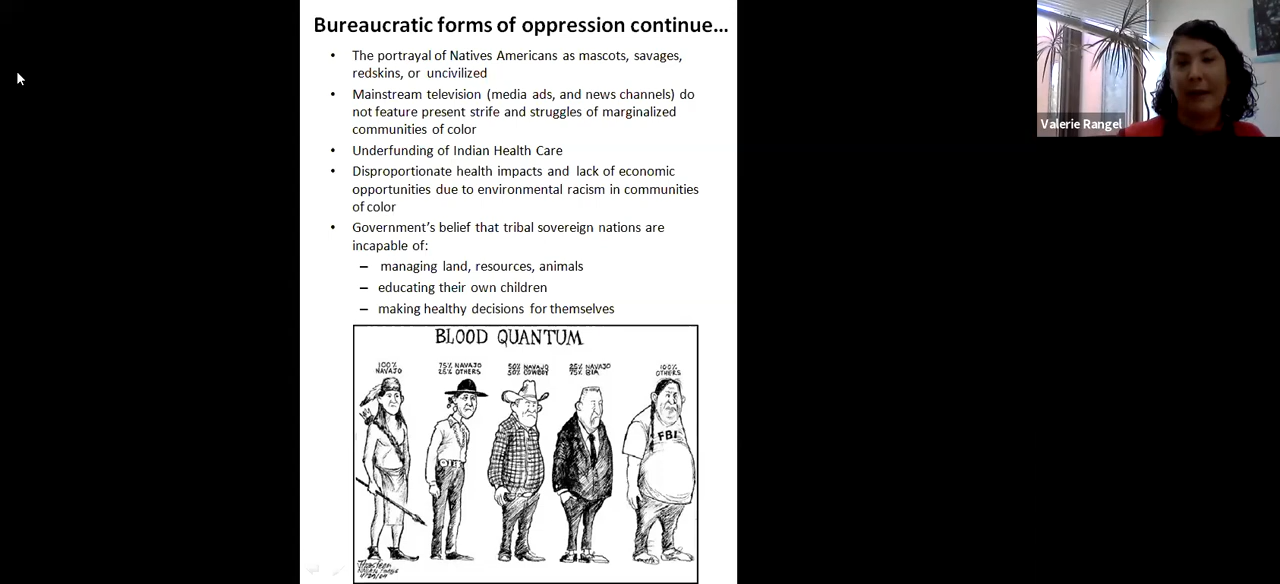 Bureaucratic forms of oppression continue...
• The portrayal of Natives Americans as mascots, savages,
redskins, or uncivilized
• Mainstream television (media ads, and news channels) do
not feature present strife and struggles of marginalized
communities of color
• Underfunding of Indian Health Care
• Disproportionate health impacts and lack of economic
opportunities due to environmental racism in communities
of color
• Government's belief that tribal sovereign nations are
incapable of:
– managing land, resources, animals
– educating their own children
– making healthy decisions for themselves
BLOOD QUANTUM
100%
NAVAJO
75% NAVAJO
25% OTHERS
50% NAVAJO
50% COWBOY
25% NAVAJO
75% BIA
100%
OTHERS
FBI
Valerie Rangel